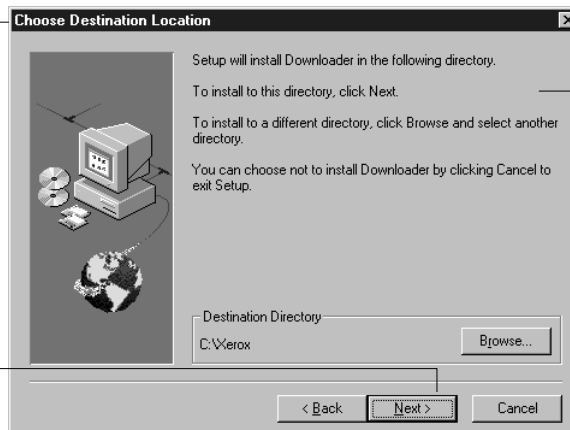 Choose Destination Location
Setup will install Downloader in the following directory.
To install to this directory, click Next.
To install to a different directory, click Browse and select another
directory.
You can choose not to install Downloader by clicking Cancel to
exit Setup.
Destination Directory
C:\Xerox
Browse...
< Back
Next >
Cancel